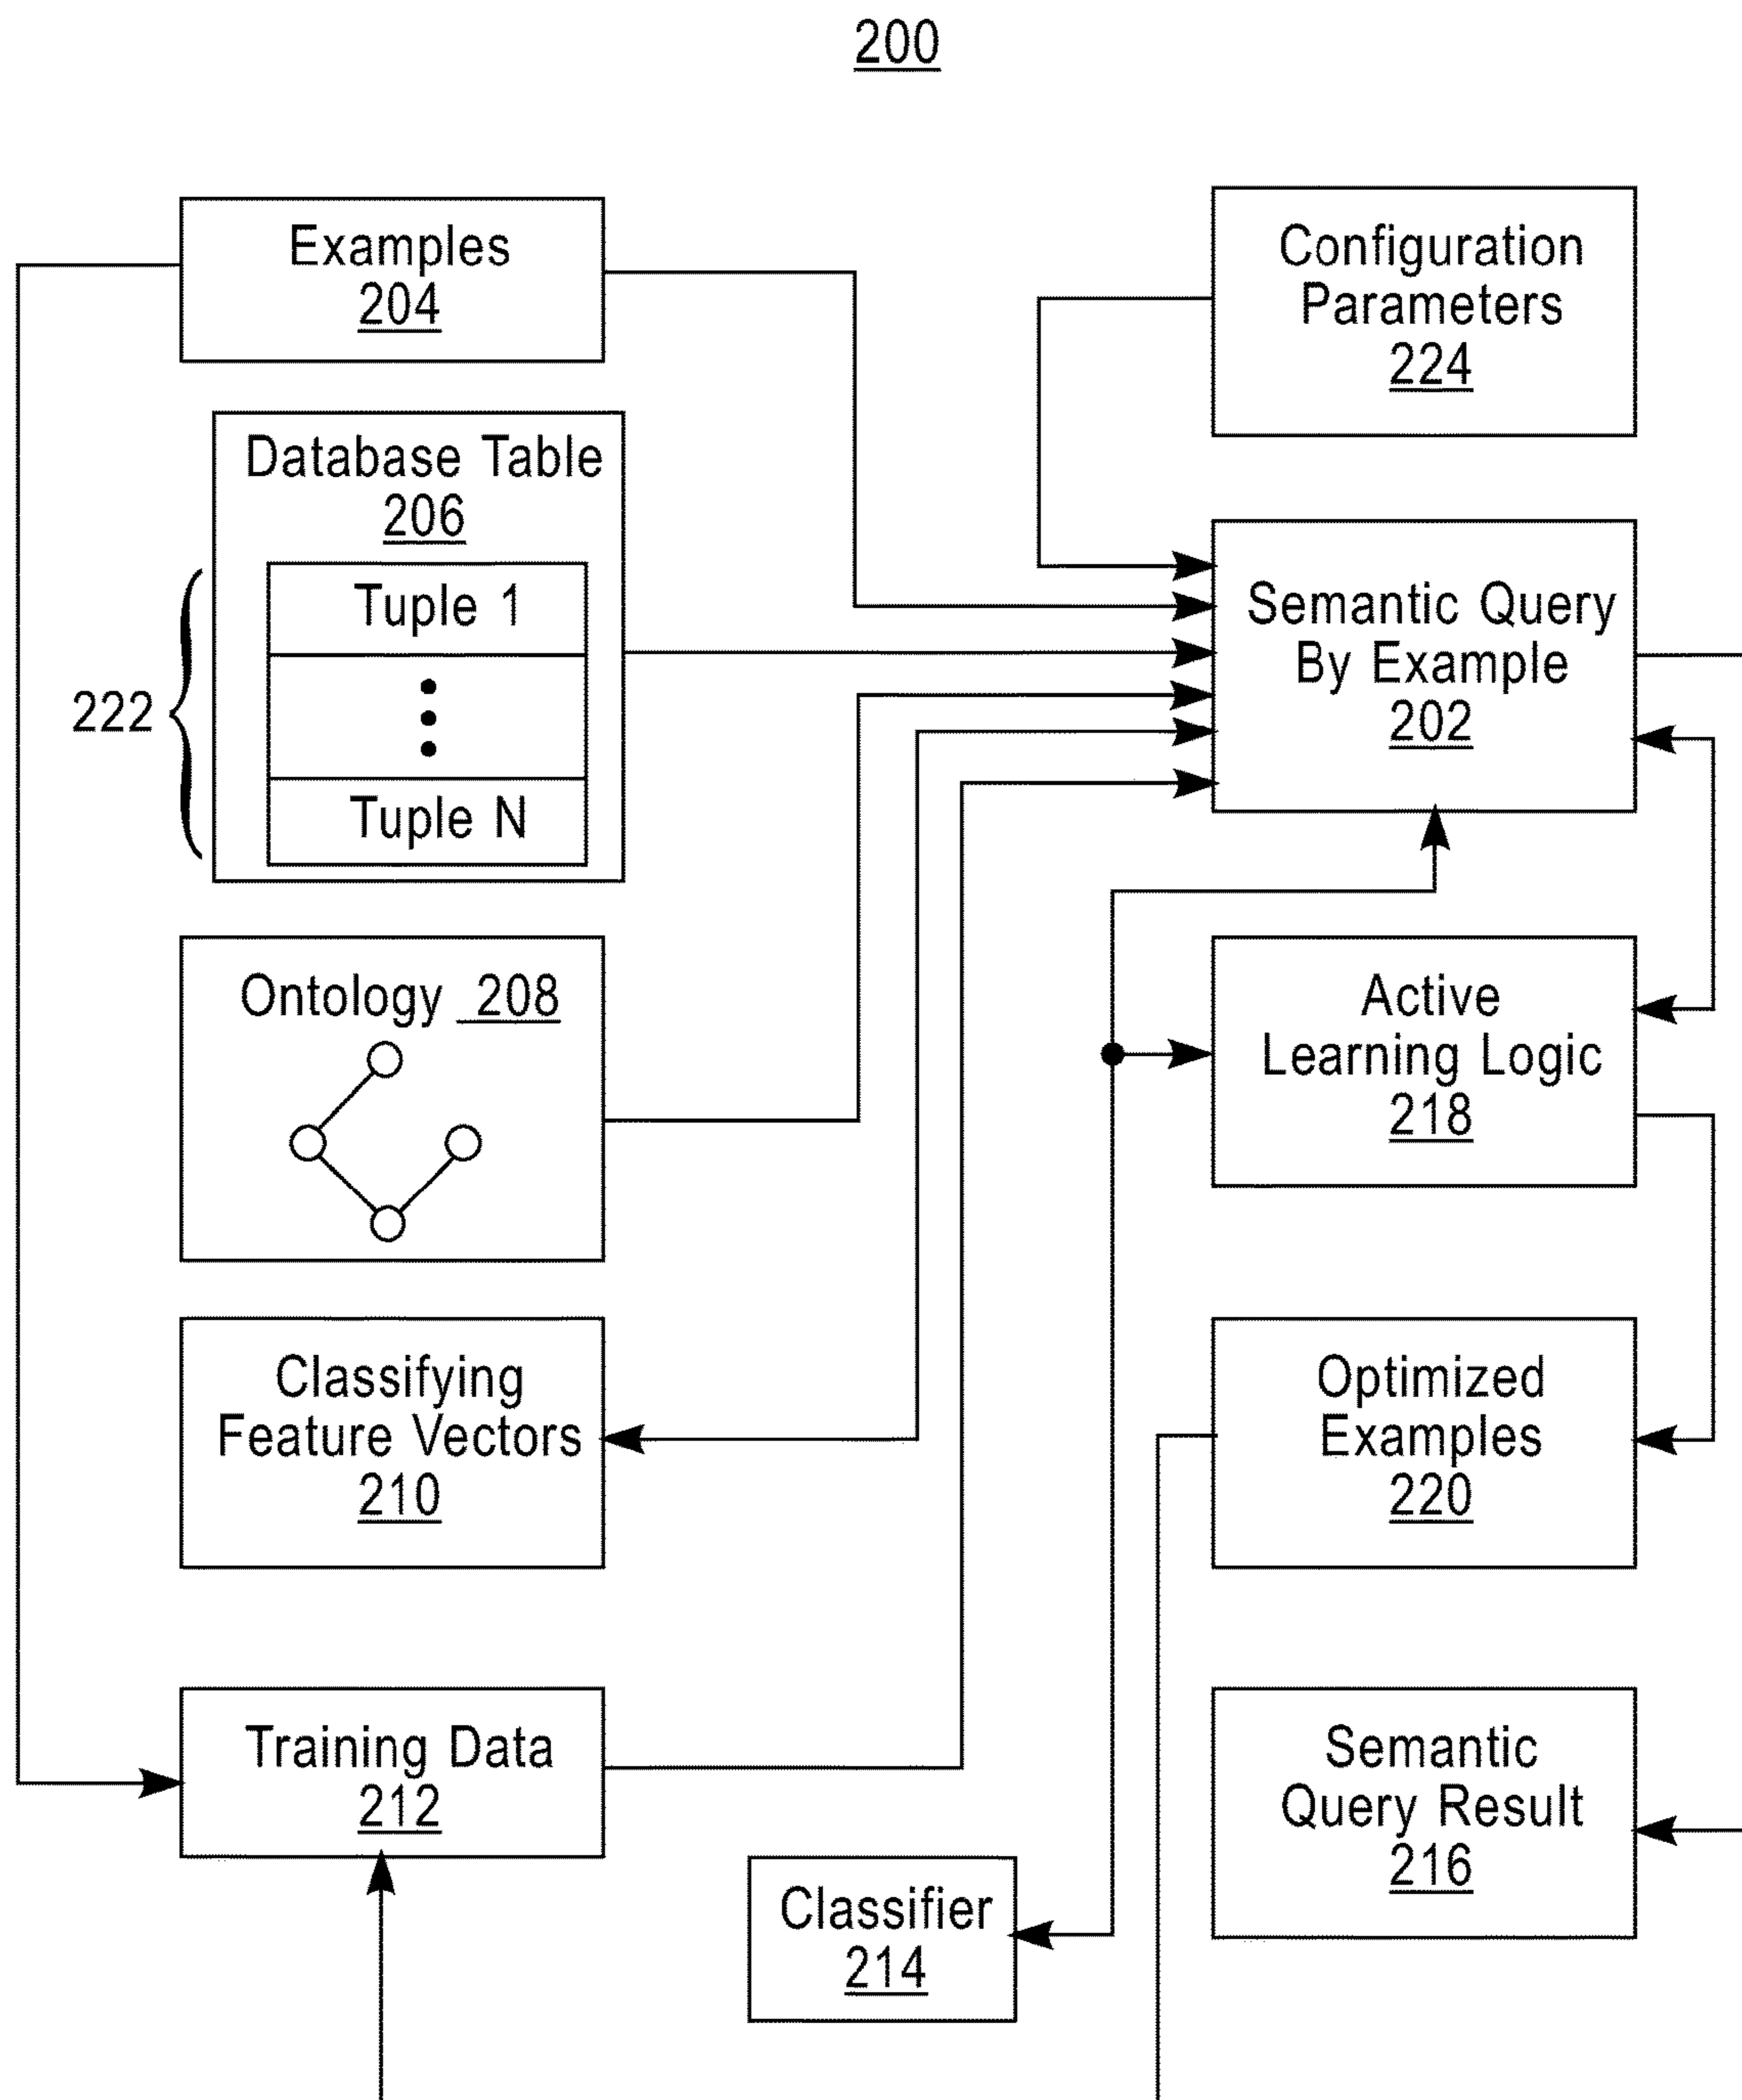 200
Examples
204
Configuration
Parameters
224
Database Table
206
Tuple 1
Tuple N
222
Semantic Query
By Example
202
Ontology 208
Active
Learning Logic
218
Classifying
Feature Vectors
210
Optimized
Examples
220
Training Data
212
Semantic
Query Result
216
Classifier
214